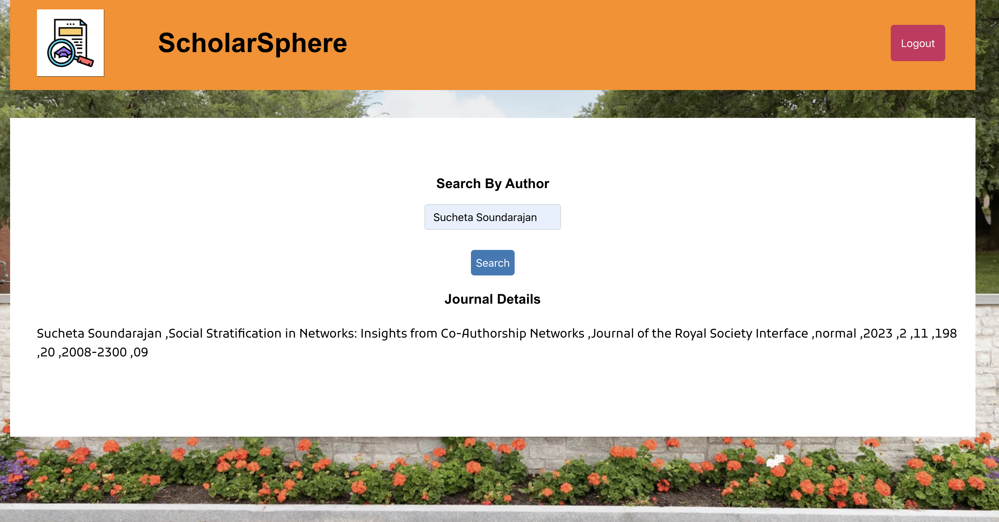 ScholarSphere
Logout
Search By Author
Sucheta Soundarajan
Search
Journal Details
Sucheta Soundarajan ,Social Stratification in Networks: Insights from Co-Authorship Networks ,Journal of the Royal Society Interface ,normal ,2023 ,2 ,11 ,198
,20 ,2008-2300 ,09